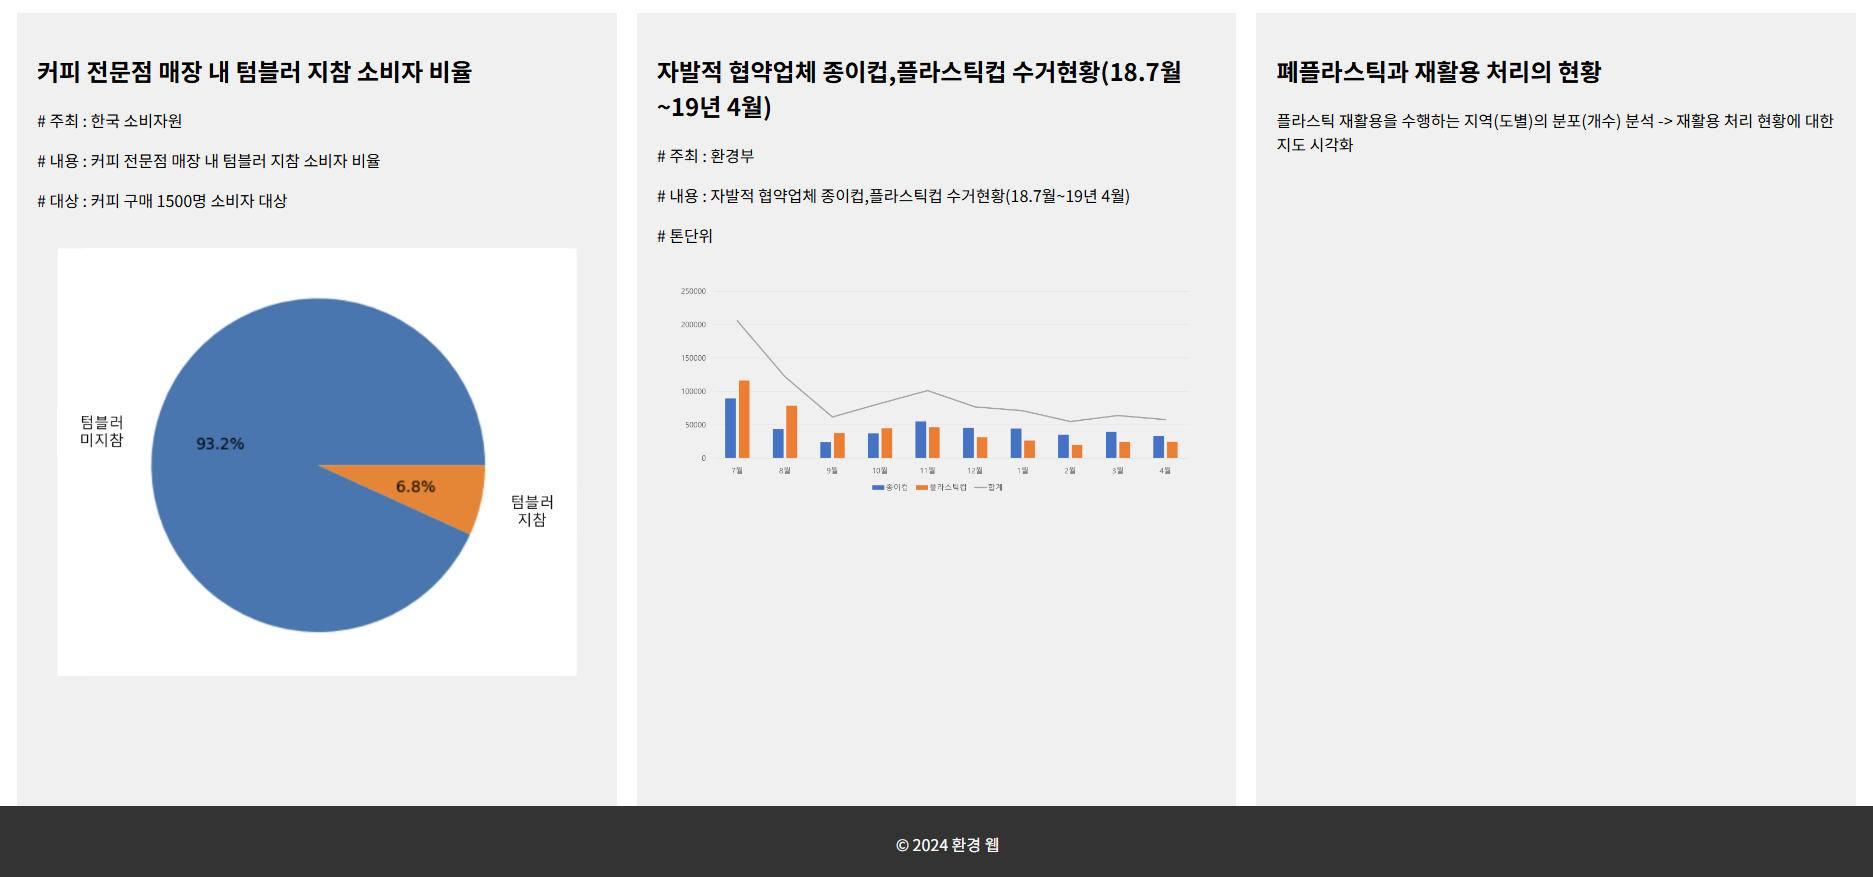 커피 전문점 매장 내 텀블러 지참 소비자 비율
# 주최 : 한국 소비자원
# 내용 : 커피 전문점 매장 내 텀블러 지참 소비자 비율
# 대상 : 커피 구매 1500명 소비자 대상
텀블러
미지참
93.2%
6.8%
텀블러
지참
자발적 협약업체 종이컵,플라스틱컵 수거현황(18.7월
~19년 4월)
# 주최 : 환경부
# 내용 : 자발적 협약업체 종이컵,플라스틱컵 수거현황(18.7월~19년 4월)
# 톤단위
250000
200000
150000
100000
50000
0
7월 8월 9월 10월 11월 12월 1월 2월 3월 4월
종이컵 플라스틱컵 합계
폐플라스틱과 재활용 처리의 현황
플라스틱 재활용을 수행하는 지역(도별)의 분포(개수) 분석 -> 재활용 처리 현황에 대한
지도 시각화
© 2024 환경 웹